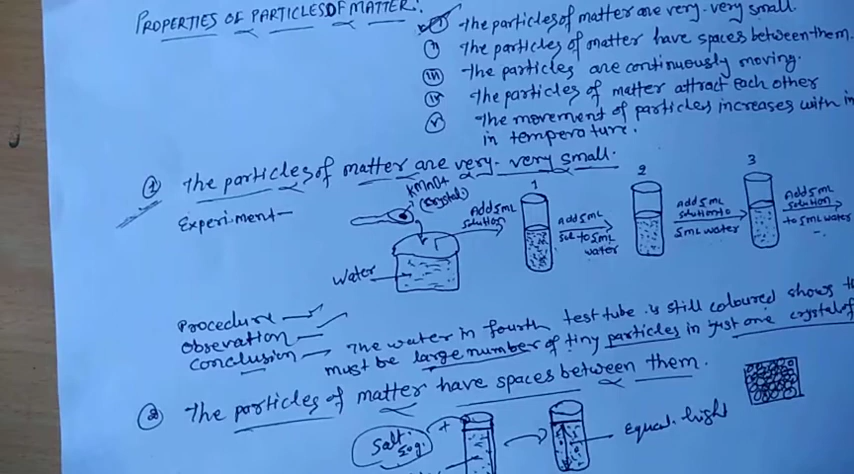 PROPERTIES OF PARTICLES OF MATTER:
(i) The particles of matter are very-very small.
(ii) The particles of matter have spaces between them.
(iii) The particles are continuously moving.
(iv) The particles of matter attract each other
(v) The movement of particles increases with in
in temperature.
(1) The particles of matter are very-very small.
Experiment-
KMnO4
(crystal)
Water
Add 5mL
solution
1
Add 5mL
sol to 5mL
water
2
Add 5mL
solution to
5mL water
3
Add 5mL
solution
to 5mL water
Procedure
Obsevation
Conclusion → The water in fourth test tube is still coloured shows
must be large number of tiny particles in just one crystal of
(2) The particles of matter have spaces between them.
Salt
50g.
+
Equal hight